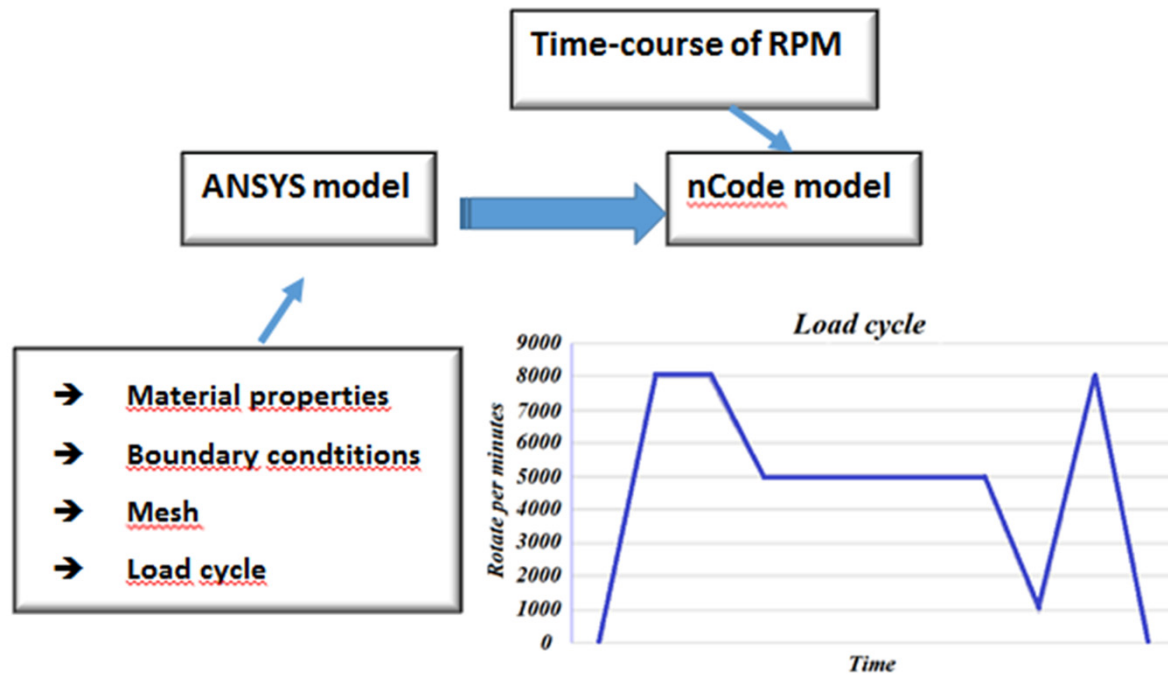 Time-course of RPM
ANSYS model
nCode model
➔ Material properties
➔ Boundary condtitions
➔ Mesh
➔ Load cycle
Load cycle
Rotate per minutes
9000
8000
7000
6000
5000
4000
3000
2000
1000
0
Time